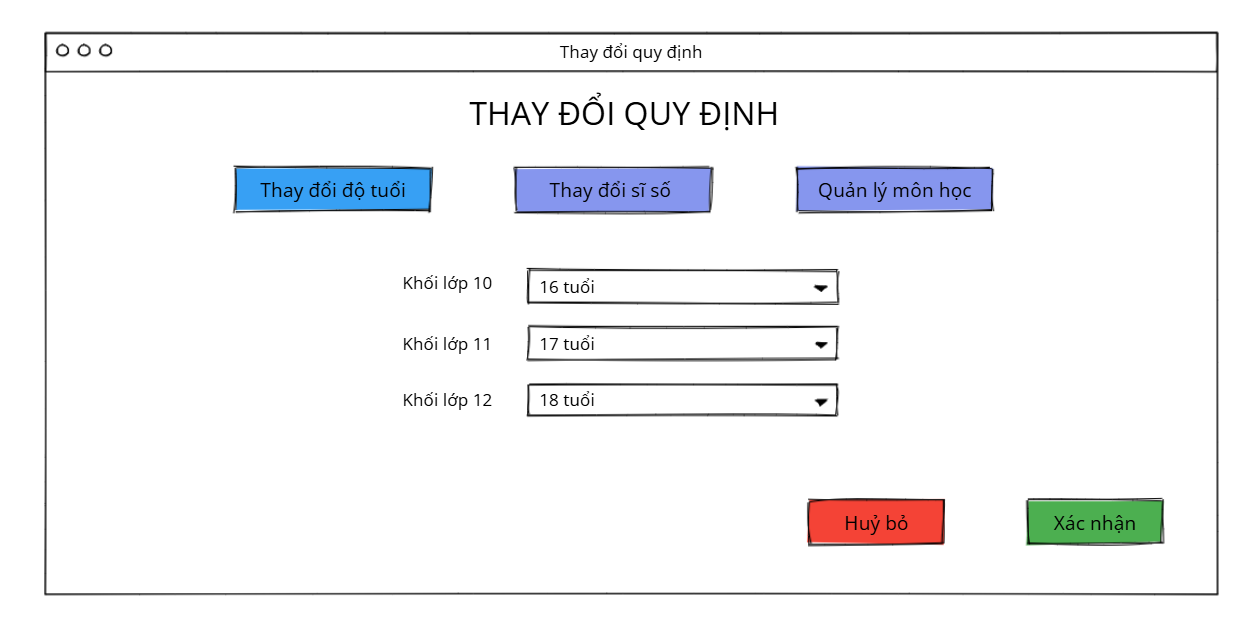 Thay đổi quy định
THAY ĐỔI QUY ĐỊNH
Thay đổi độ tuổi
Thay đổi sĩ số
Quản lý môn học
Khối lớp 10
16 tuổi
Khối lớp 11
17 tuổi
Khối lớp 12
18 tuổi
Huỷ bỏ
Xác nhận